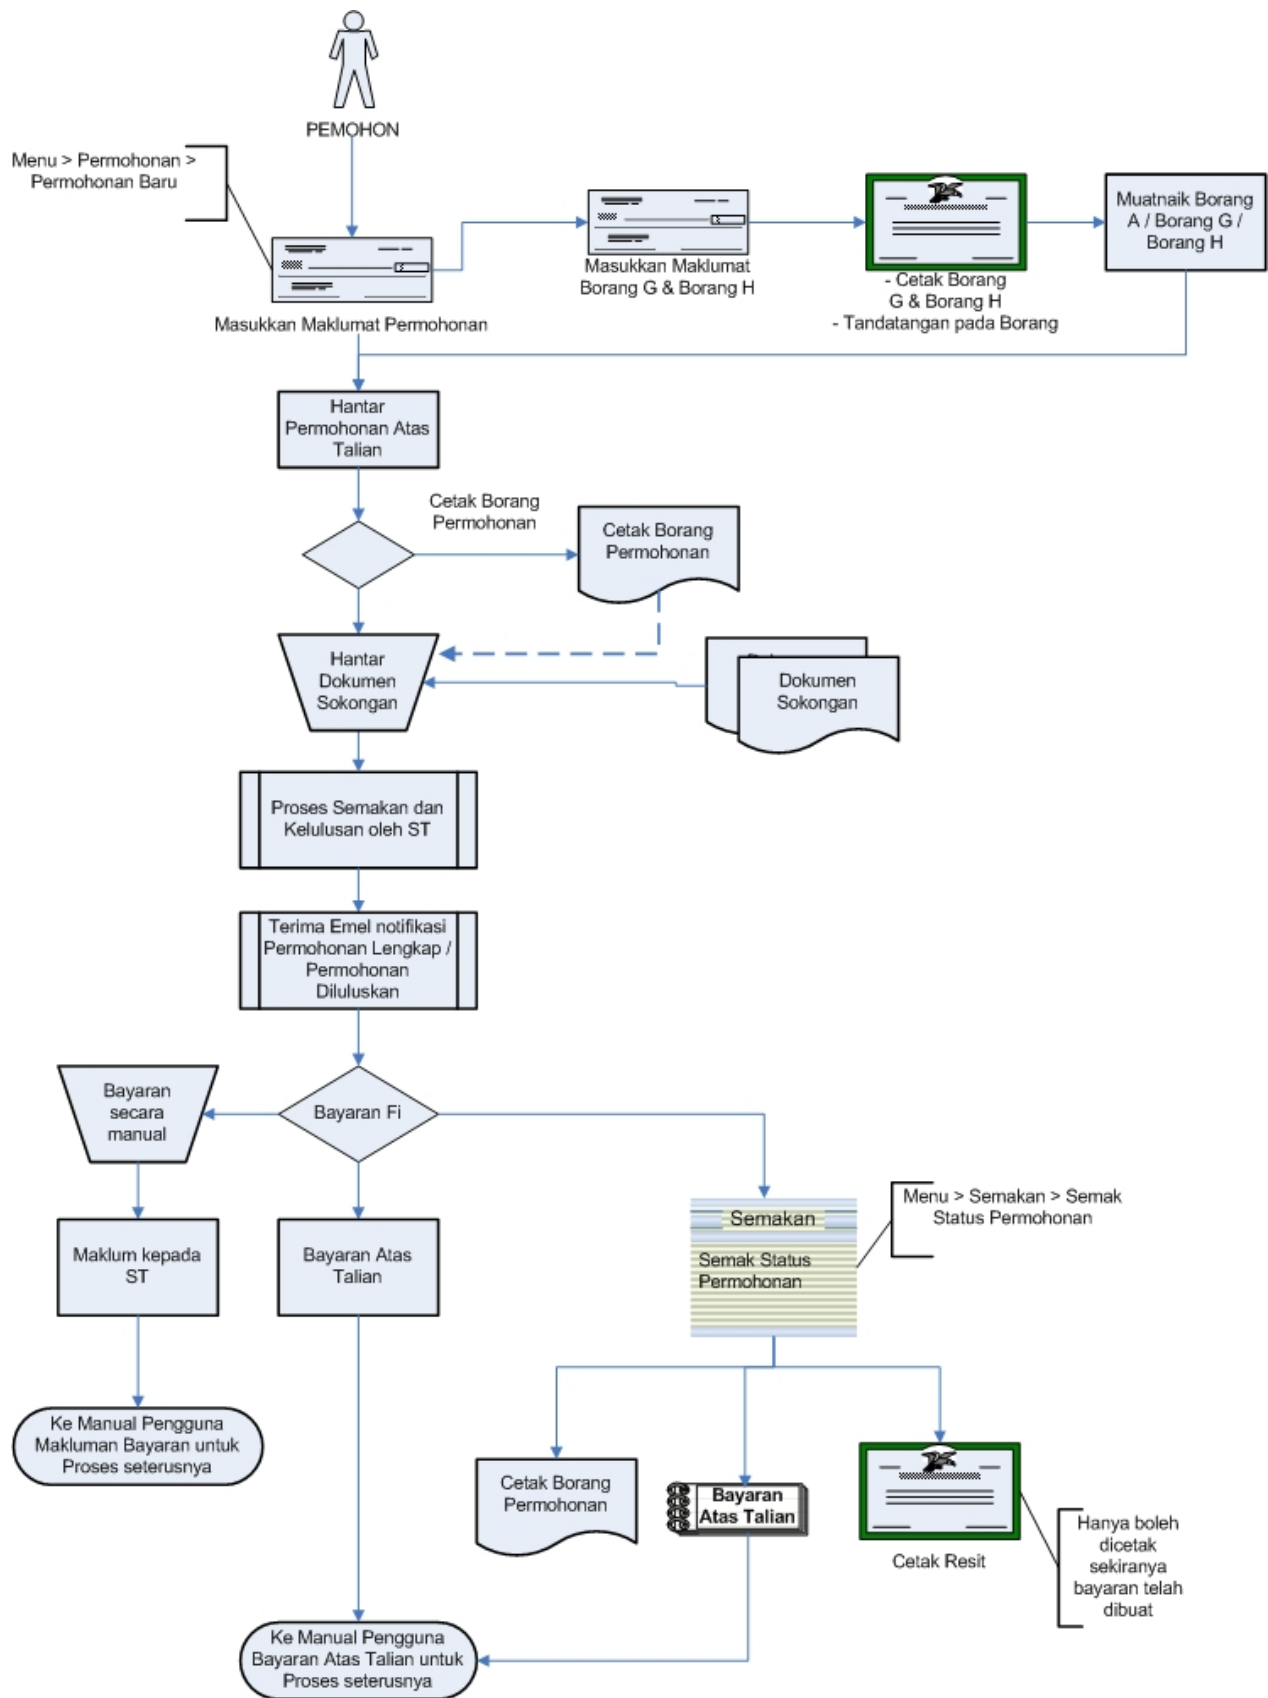 PEMOHON
Menu > Permohonan >
Permohonan Baru
Masukkan Maklumat Permohonan
Masukkan Maklumat
Borang G & Borang H
- Cetak Borang
G & Borang H
- Tandatangan pada Borang
Muatnaik Borang
A / Borang G /
Borang H
Hantar
Permohonan Atas
Talian
Cetak Borang
Permohonan
Cetak Borang
Permohonan
Hantar
Dokumen
Sokongan
Dokumen
Sokongan
Proses Semakan dan
Kelulusan oleh ST
Terima Emel notifikasi
Permohonan Lengkap /
Permohonan
Diluluskan
Bayaran
secara
manual
Bayaran Fi
Maklum kepada
ST
Bayaran Atas
Talian
Semakan
Semak Status
Permohonan
Menu > Semakan > Semak
Status Permohonan
Ke Manual Pengguna
Makluman Bayaran untuk
Proses seterusnya
Cetak Borang
Permohonan
Bayaran
Atas Talian
Cetak Resit
Hanya boleh
dicetak
sekiranya
bayaran telah
dibuat
Ke Manual Pengguna
Bayaran Atas Talian untuk
Proses seterusnya